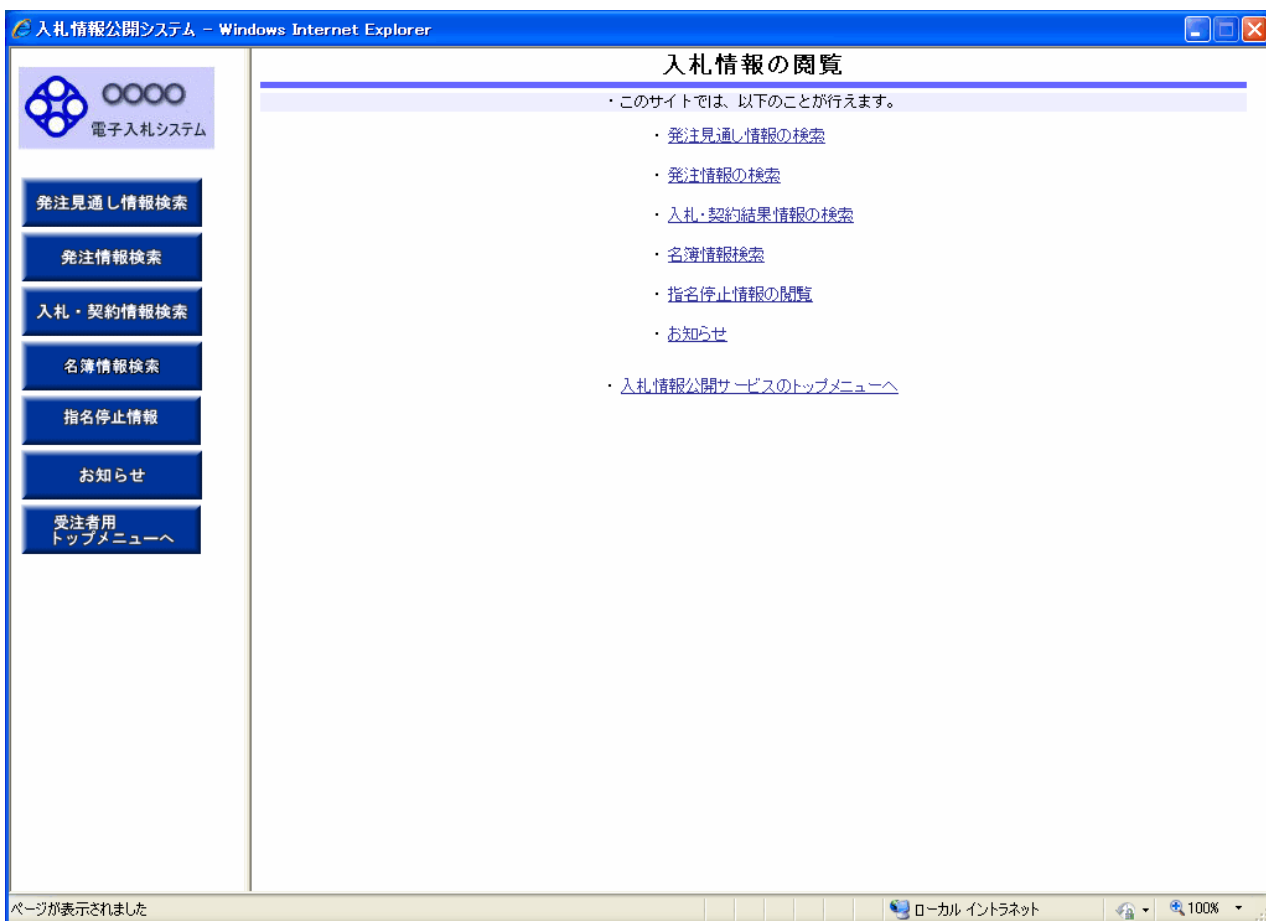 入札情報公開システム - Windows Internet Explorer
〇〇〇〇
電子入札システム
発注見通し情報検索
発注情報検索
入札・契約情報検索
名簿情報検索
指名停止情報
お知らせ
受注者用
トップメニューへ
入札情報の閲覧
・このサイトでは、以下のことが行えます。
・発注見通し情報の検索
・発注情報の検索
・入札・契約結果情報の検索
・名簿情報検索
・指名停止情報の閲覧
・お知らせ
・入札情報公開サービスのトップメニューへ
ページが表示されました
ローカル イントラネット
100%